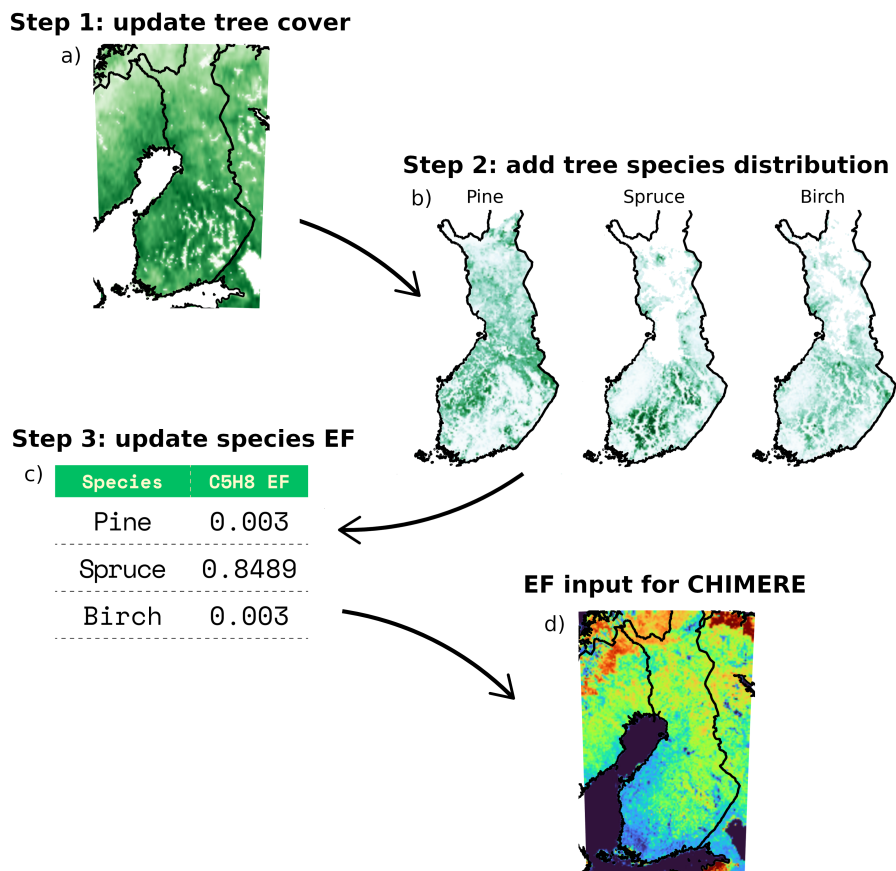 Step 1: update tree cover
a)
Step 2: add tree species distribution
b) Pine Spruce Birch
Step 3: update species EF
c)
Species C5H8 EF
Pine 0.003
Spruce 0.8489
Birch 0.003
EF input for CHIMERE
d)